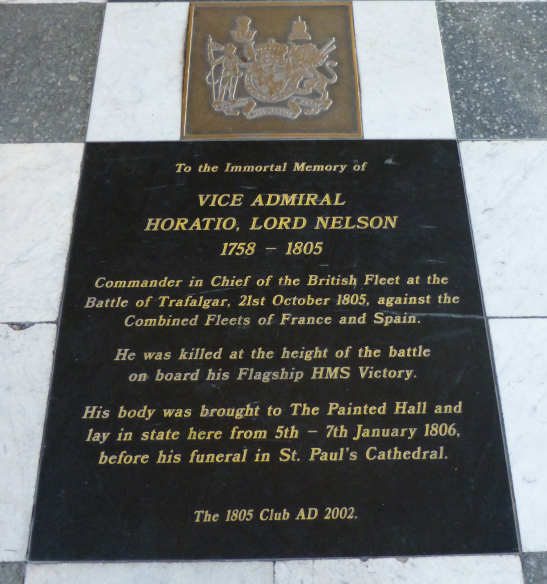 To the Immortal Memory of
VICE ADMIRAL
HORATIO, LORD NELSON
1758 – 1805
Commander in Chief of the British Fleet at the
Battle of Trafalgar, 21st October 1805, against the
Combined Fleets of France and Spain.
He was killed at the height of the battle
on board his Flagship HMS Victory.
His body was brought to The Painted Hall and
lay in state here from 5th – 7th January 1806,
before his funeral in St. Paul's Cathedral.
The 1805 Club AD 2002.